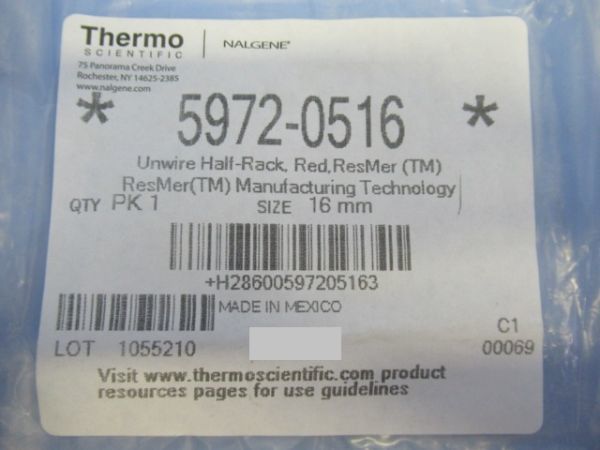 Thermo
SCIENTIFIC
NALGENE®
75 Panorama Creek Drive
Rochester, NY 14625-2385
www.nalgene.com
* 5972-0516 *
Unwire Half-Rack, Red,ResMer (TM)
ResMer(TM) Manufacturing Technology
QTY PK 1 SIZE 16 mm
+H28600597205163
MADE IN MEXICO
LOT 1055210
C1
00069
Visit www.thermoscientific.com product
resources pages for use guidelines